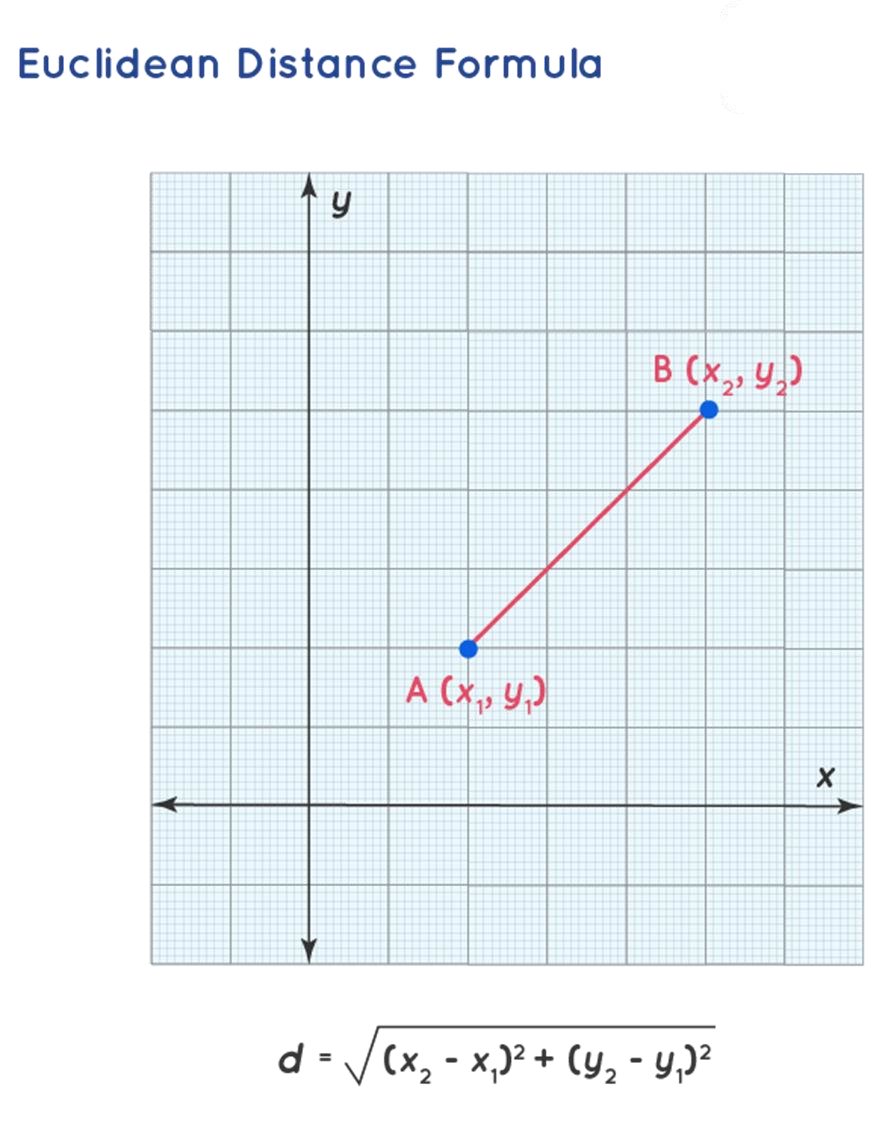 Euclidean Distance Formula
y
B (x₂, y₂)
A (x₁, y₁)
x
d = √(x₂ - x₁)² + (y₂ - y₁)²